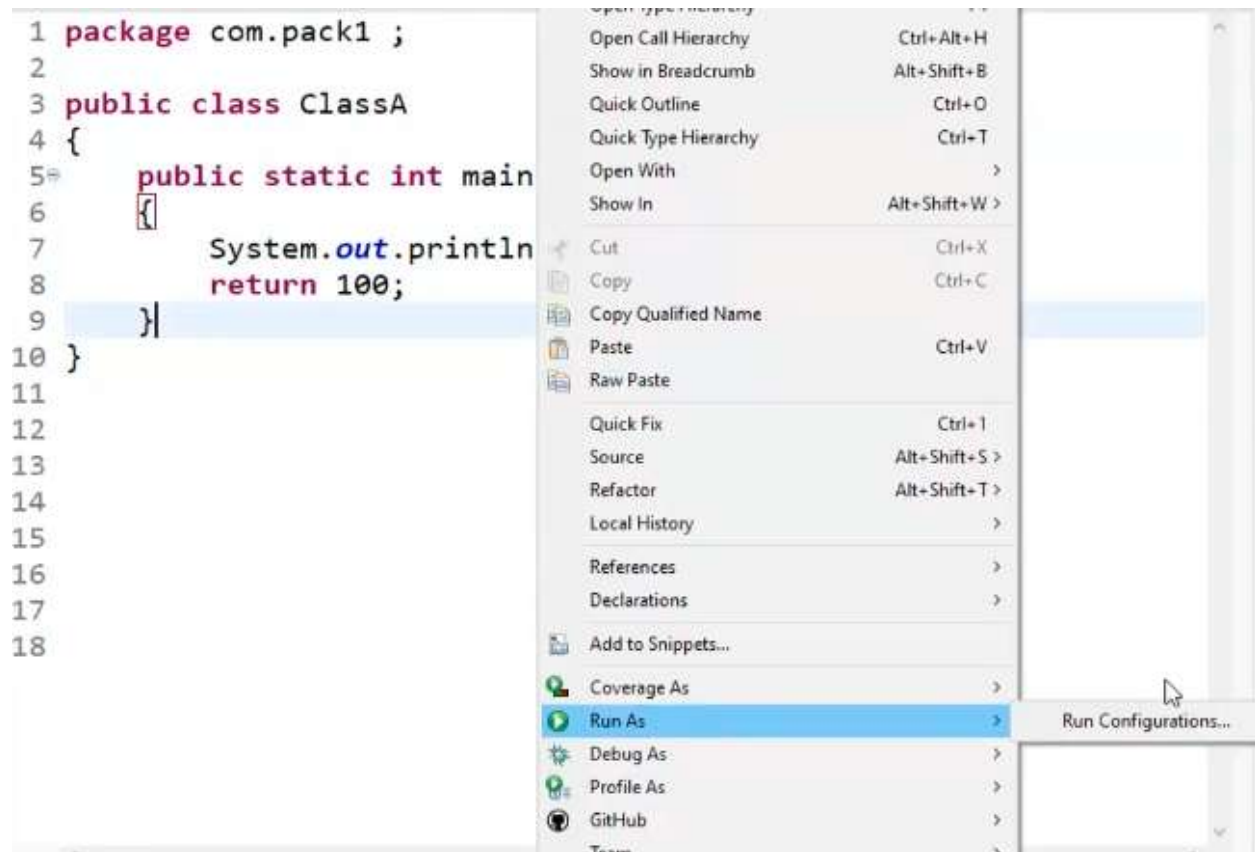 1 package com.pack1 ;
2
3 public class ClassA
4 {
5 public static int main
6 {
7 System.out.println
8 return 100;
9 }
10 }
11
12
13
14
15
16
17
18
Open Type Hierarchy
Open Call Hierarchy Ctrl+Alt+H
Show in Breadcrumb Alt+Shift+B
Quick Outline Ctrl+O
Quick Type Hierarchy Ctrl+T
Open With >
Show In Alt+Shift+W >
Cut Ctrl+X
Copy Ctrl+C
Copy Qualified Name
Paste Ctrl+V
Raw Paste
Quick Fix Ctrl+1
Source Alt+Shift+S >
Refactor Alt+Shift+T >
Local History >
References >
Declarations >
Add to Snippets...
Coverage As >
Run As >
Run Configurations...
Debug As >
Profile As >
GitHub >
Team >